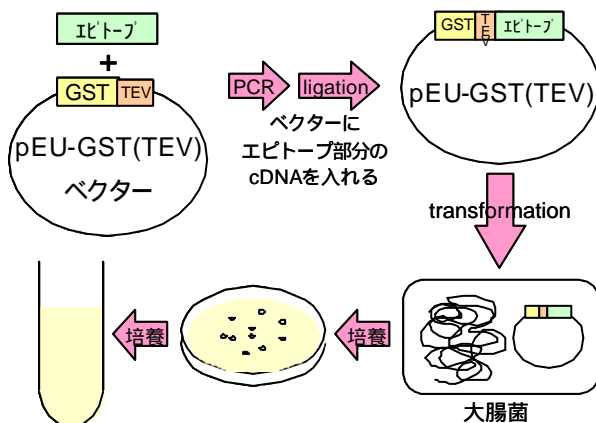 ｴﾋﾟﾄｰﾌﾟ
+
GST TEV
pEU-GST(TEV)
ベクター
PCR
ligation
ベクターに
エピトープ部分の
cDNAを入れる
GST TEV ｴﾋﾟﾄｰﾌﾟ
pEU-GST(TEV)
transformation
大腸菌
培養
培養